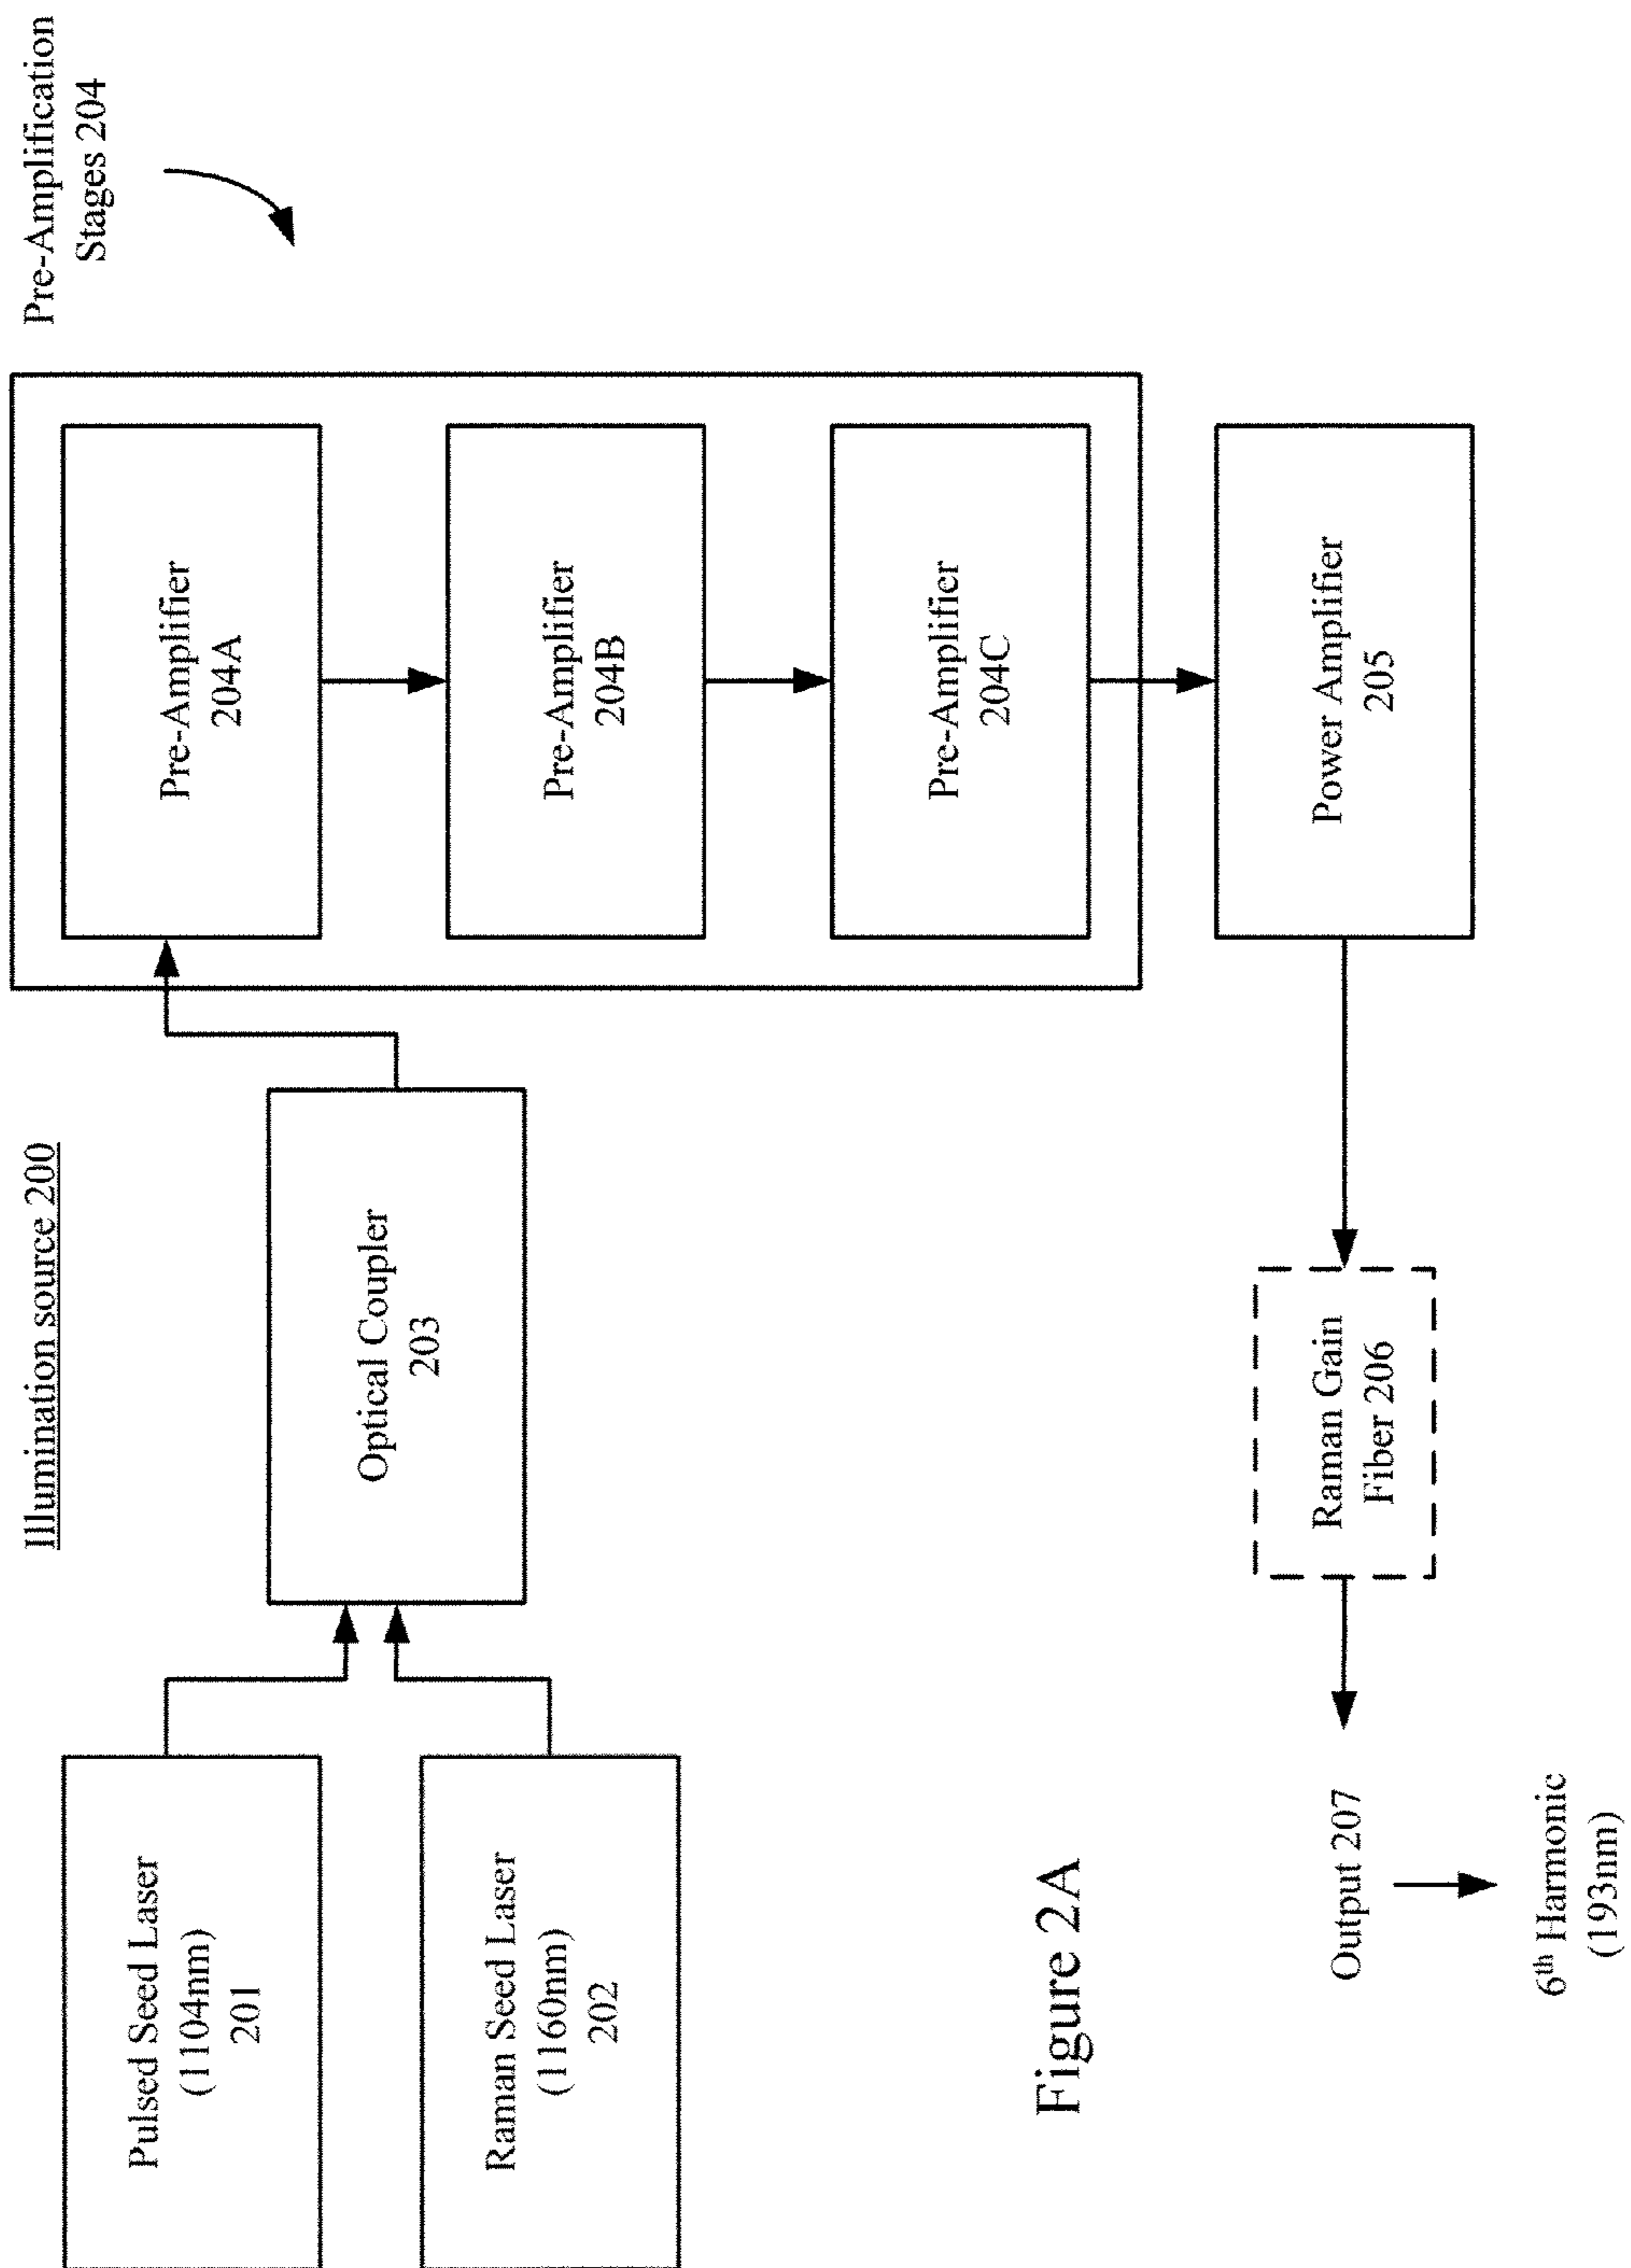 Illumination source 200
Pre-Amplification
Stages 204
Pulsed Seed Laser
(1104nm)
201
Raman Seed Laser
(1160nm)
202
Optical Coupler
203
Pre-Amplifier
204A
Pre-Amplifier
204B
Pre-Amplifier
204C
Power Amplifier
205
Raman Gain
Fiber 206
Output 207
6th Harmonic
(193nm)
Figure 2A